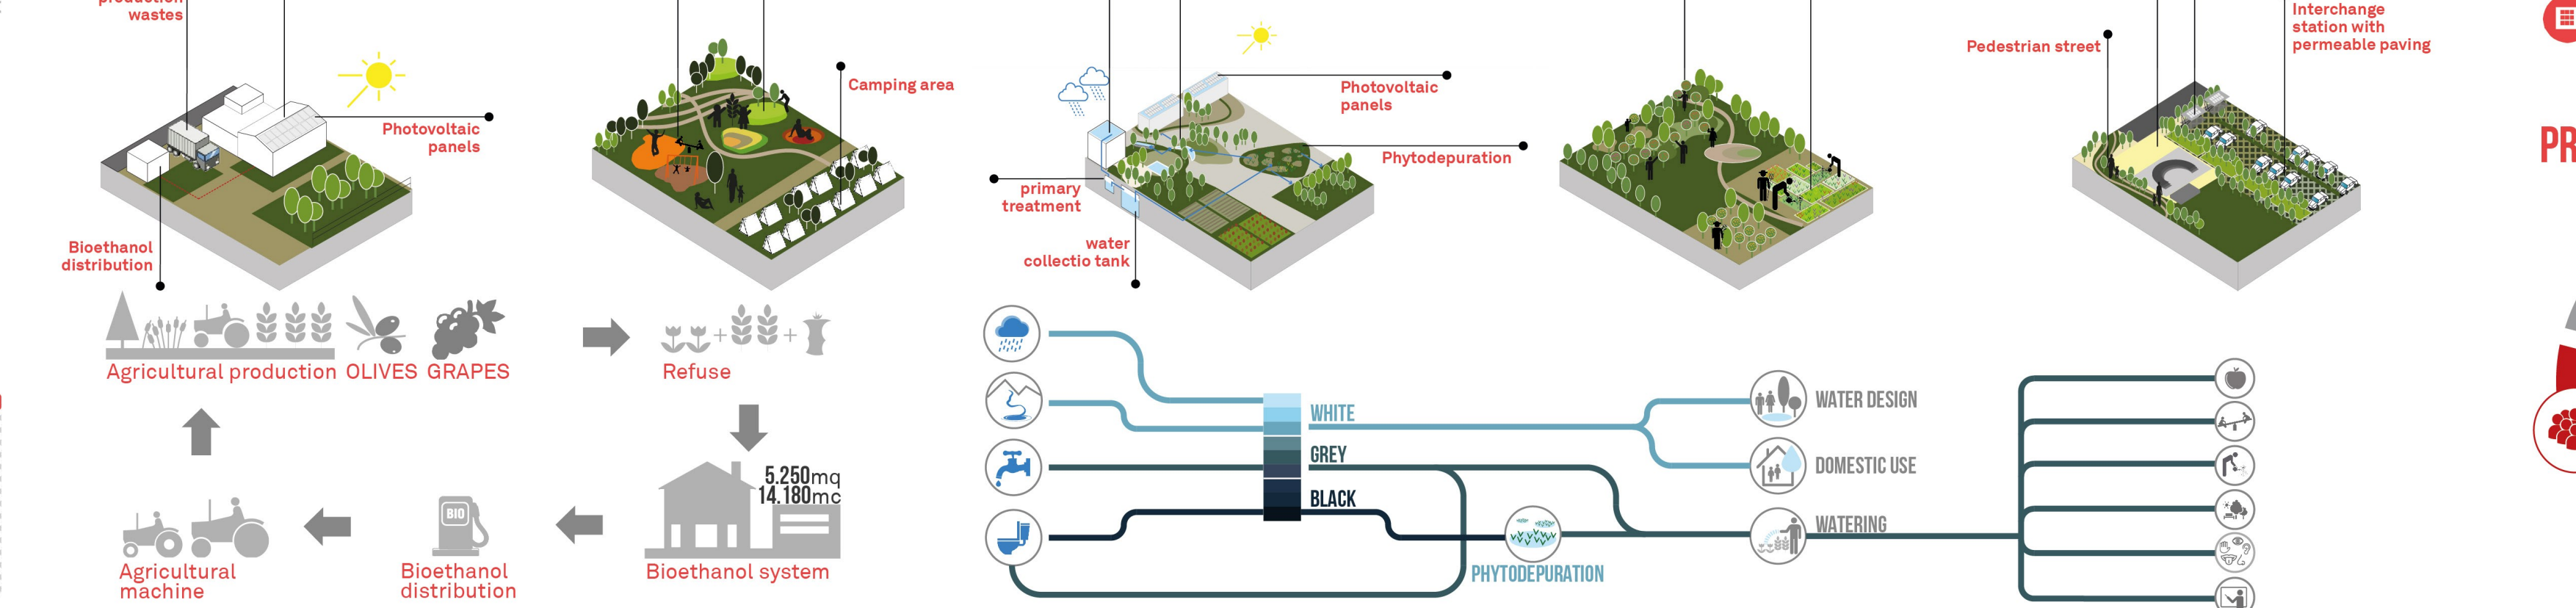 production
wastes
Photovoltaic
panels
Bioethanol
distribution
Camping area
Photovoltaic
panels
Phytodepuration
primary
treatment
water
collectio tank
Pedestrian street
Interchange
station with
permeable paving
PR
Agricultural production
OLIVES
GRAPES
Refuse
5.250mq
14.180mc
Bioethanol system
BIO
Bioethanol
distribution
Agricultural
machine
WHITE
GREY
BLACK
PHYTODEPURATION
WATER DESIGN
DOMESTIC USE
WATERING